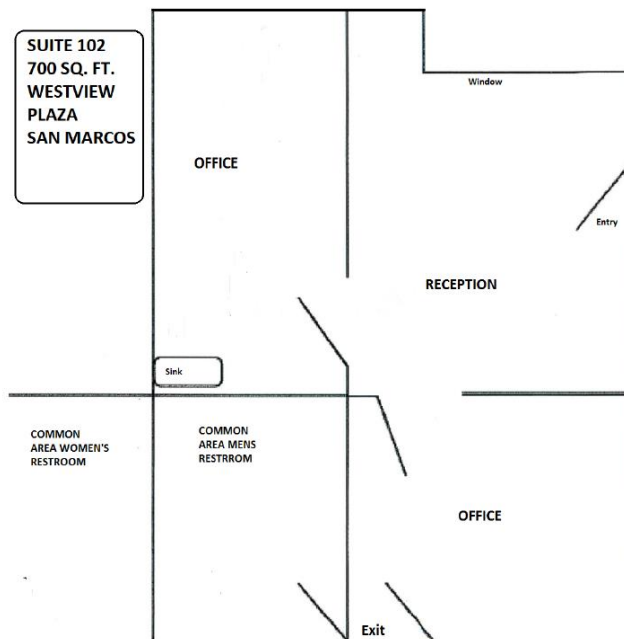 SUITE 102
700 SQ. FT.
WESTVIEW
PLAZA
SAN MARCOS
Window
OFFICE
Entry
RECEPTION
Sink
COMMON
AREA WOMEN'S
RESTROOM
COMMON
AREA MENS
RESTRROM
OFFICE
Exit